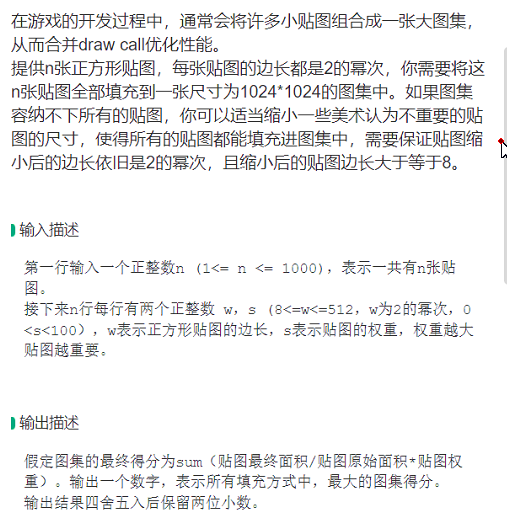 在游戏的开发过程中，通常会将许多小贴图组合成一张大图集，
从而合并draw call优化性能。
提供n张正方形贴图，每张贴图的边长都是2的幂次，你需要将这
n张贴图全部填充到一张尺寸为1024*1024的图集中。如果图集
容纳不下所有的贴图，你可以适当缩小一些美术认为不重要的贴
图的尺寸，使得所有的贴图都能填充进图集中，需要保证贴图缩
小后的边长依旧是2的幂次，且缩小后的贴图边长大于等于8。
输入描述
第一行输入一个正整数n (1<= n <= 1000)，表示一共有n张贴
图。
接下来n行每行有两个正整数 w，s (8<=w<=512，w为2的幂次，0
<s<100) ，w表示正方形贴图的边长，s表示贴图的权重，权重越大
贴图越重要。
输出描述
假定图集的最终得分为sum（贴图最终面积/贴图原始面积*贴图权
重）。输出一个数字，表示所有填充方式中，最大的图集得分。
输出结果四舍五入后保留两位小数。